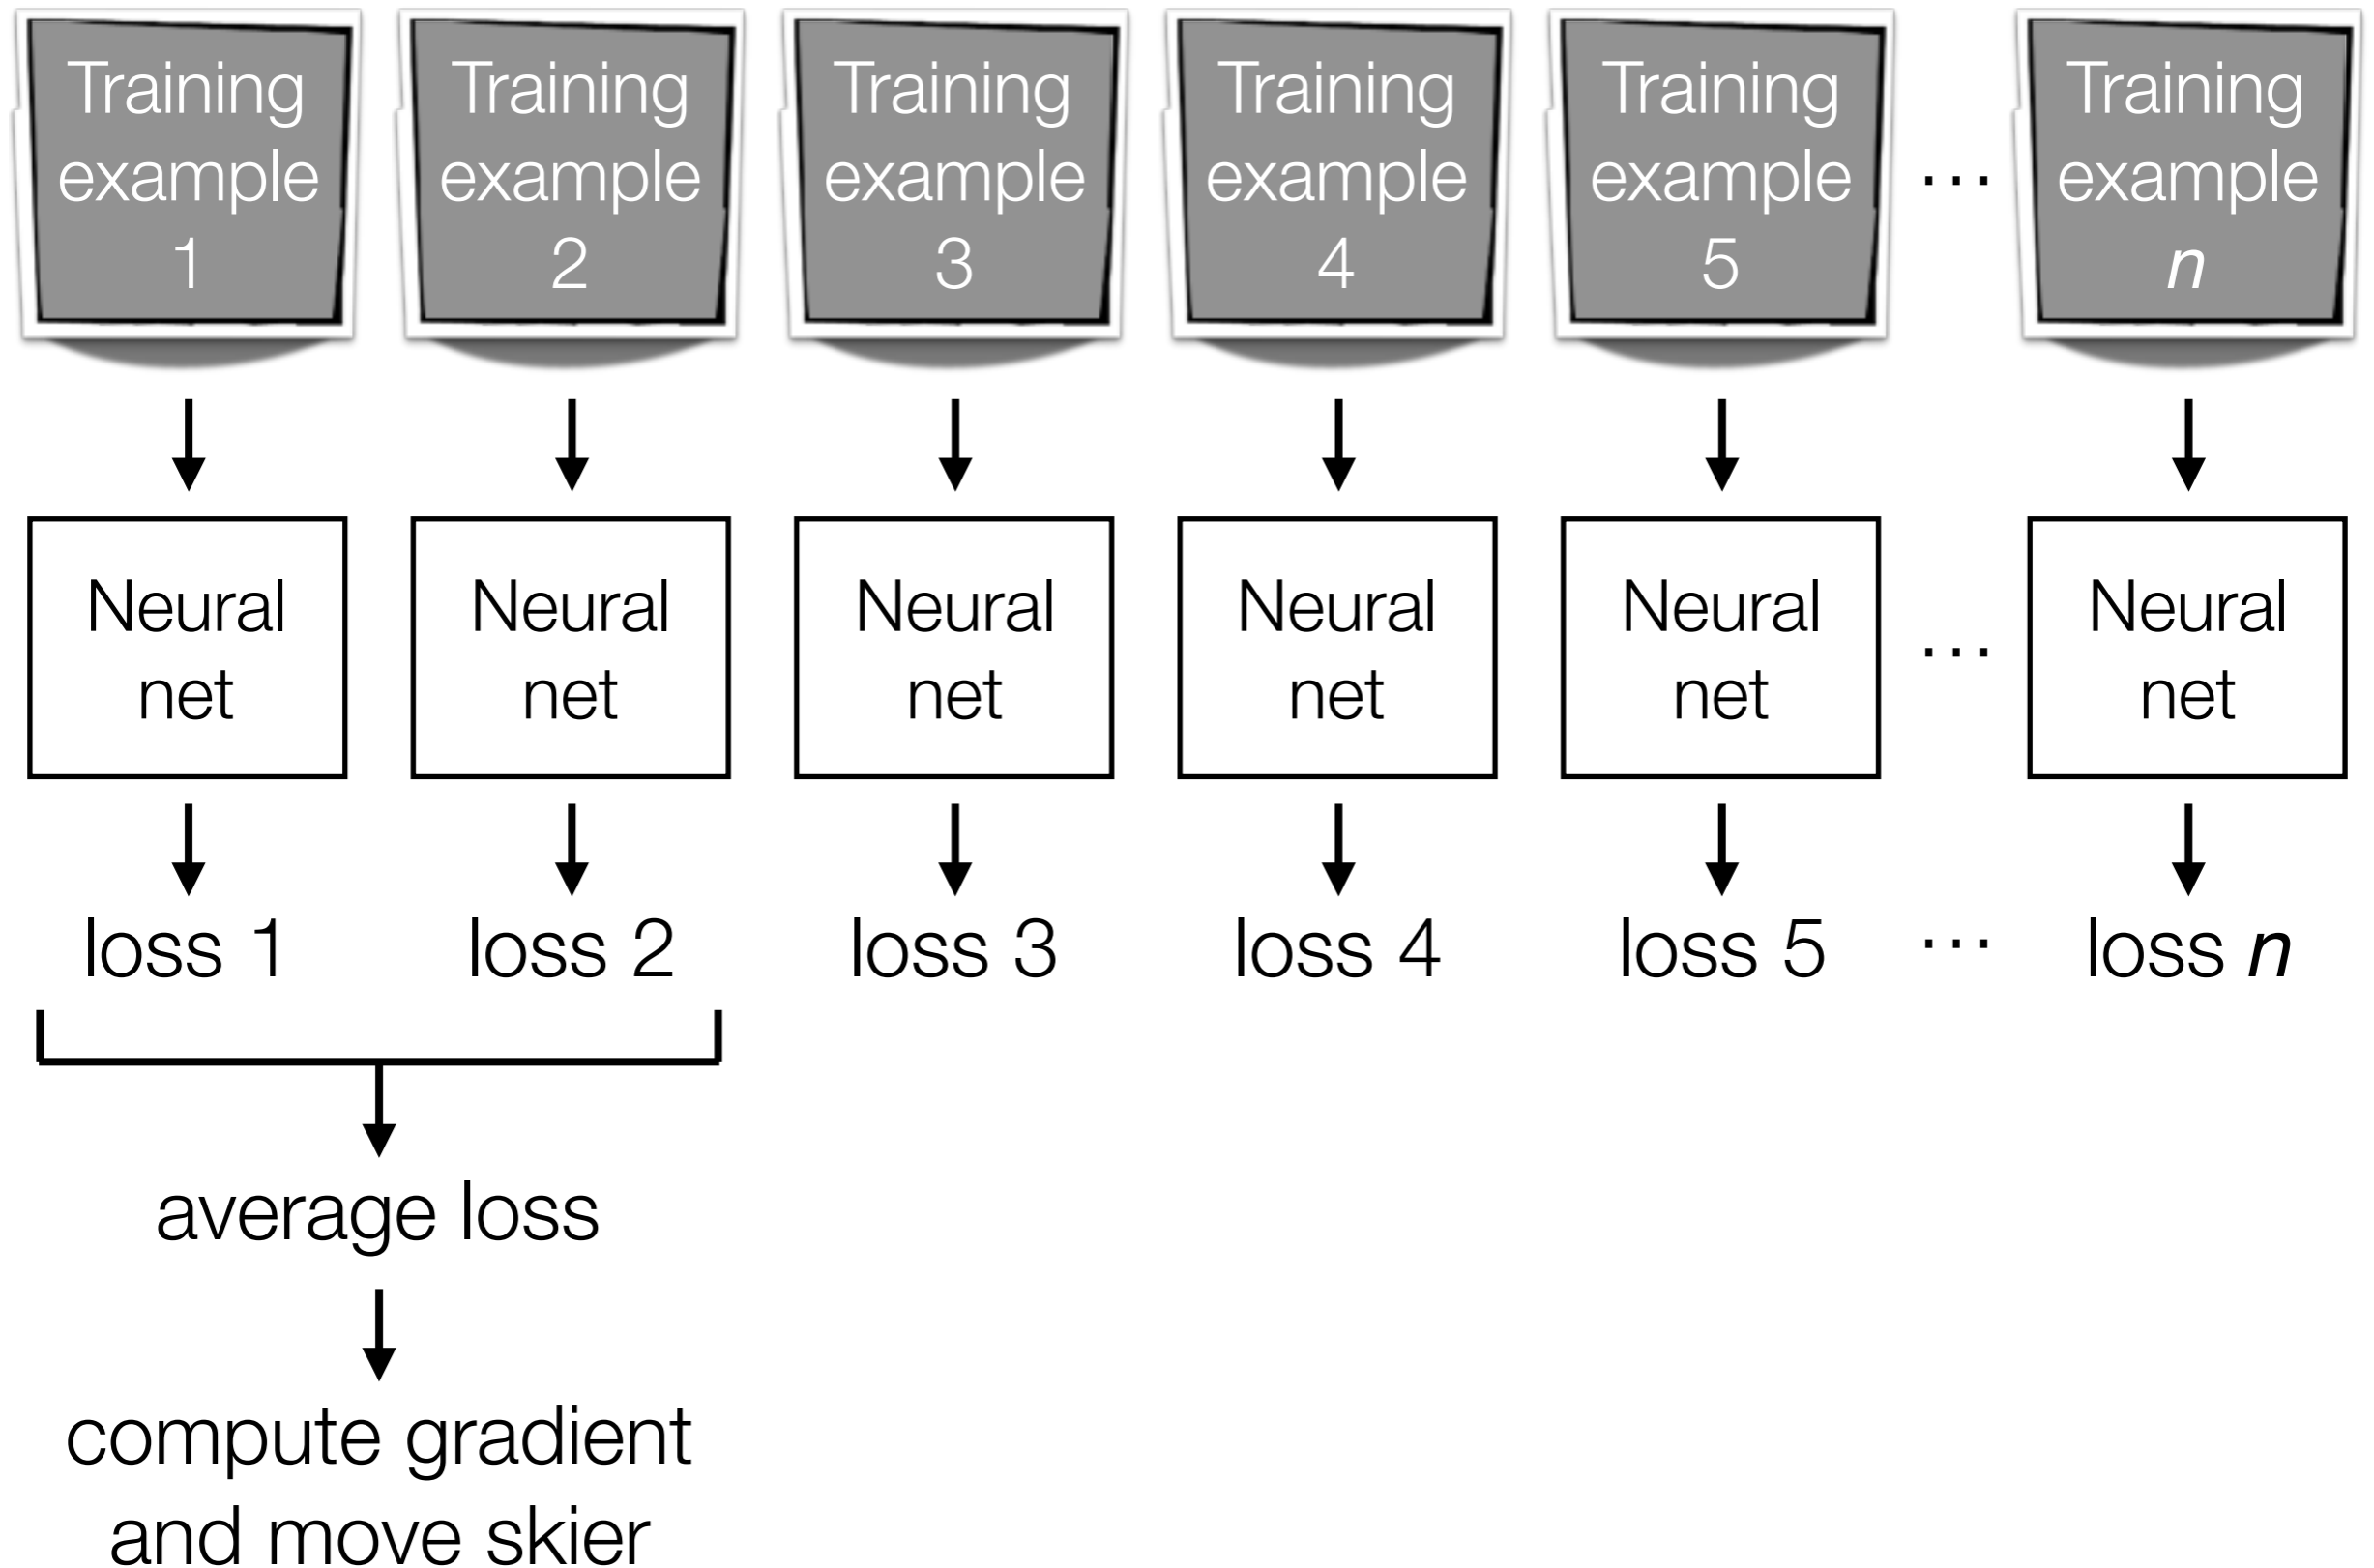 Training
example
1
Training
example
2
Training
example
3
Training
example
4
Training
example
5
...
Training
example
n
Neural
net
Neural
net
Neural
net
Neural
net
Neural
net
...
Neural
net
loss 1
loss 2
loss 3
loss 4
loss 5
...
loss n
average loss
compute gradient
and move skier